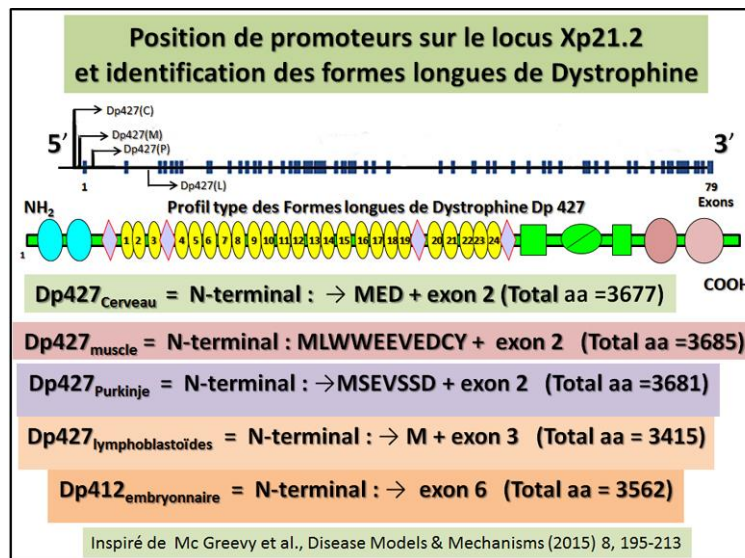 Position de promoteurs sur le locus Xp21.2
et identification des formes longues de Dystrophine
Dp427(C)
Dp427(M)
Dp427(P)
5’ 3’
1 79
Dp427(L) Exons
NH2 Profil type des Formes longues de Dystrophine Dp 427
1 2 3 4 5 6 7 8 9 10 11 12 13 14 15 16 17 18 19 20 21 22 23 24
1
COOH
Dp427Cerveau = N-terminal : → MED + exon 2 (Total aa =3677)
Dp427muscle = N-terminal : MLWWEEVEDCY + exon 2 (Total aa =3685)
Dp427Purkinje = N-terminal : →MSEVSSD + exon 2 (Total aa =3681)
Dp427lymphoblastoïdes = N-terminal : → M + exon 3 (Total aa = 3415)
Dp412embryonnaire = N-terminal : → exon 6 (Total aa = 3562)
Inspiré de Mc Greevy et al., Disease Models & Mechanisms (2015) 8, 195-213